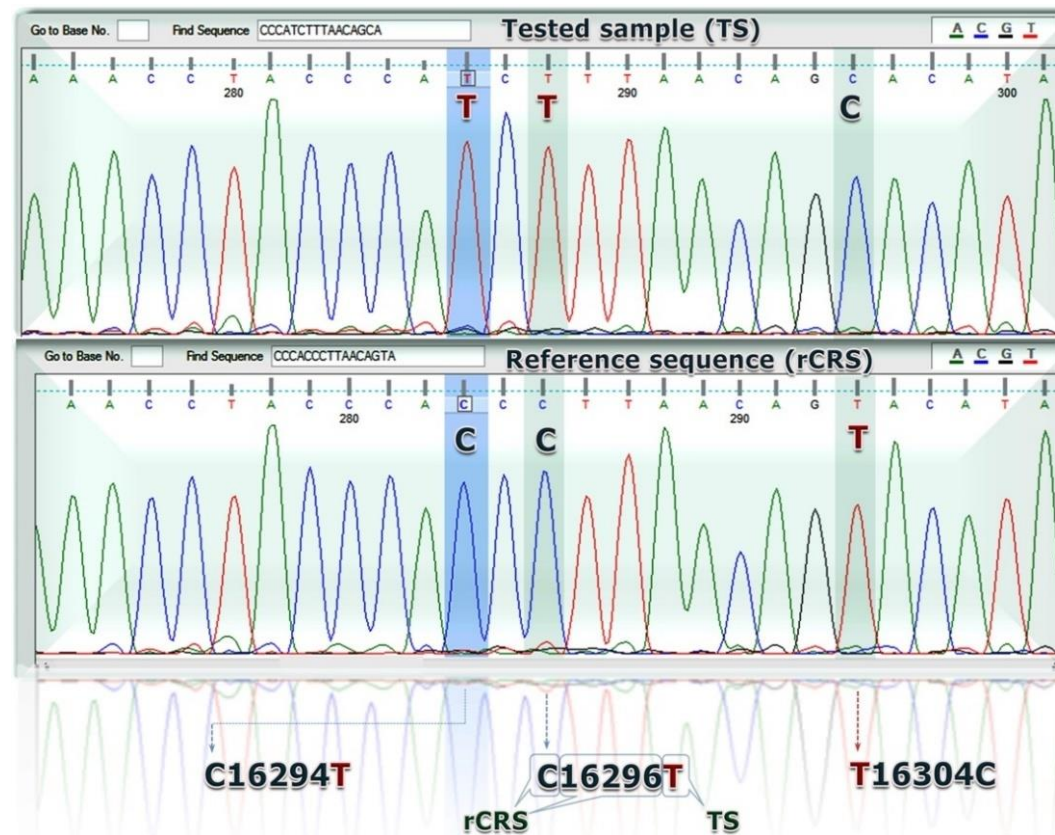 Go to Base No. Find Sequence CCCATCTTTAACAGCA Tested sample (TS) A C G T
A A A C C T A C C C A T C T T T A A C A G C A C A T A
280 290 300
T T C
Go to Base No. Find Sequence CCCACCCTTAACAGTA Reference sequence (rCRS) A C G T
A A C C T A C C C A C C C T T A A C A G T A C A T A
280 290
C C T
C16294T C16296T T16304C
rCRS TS